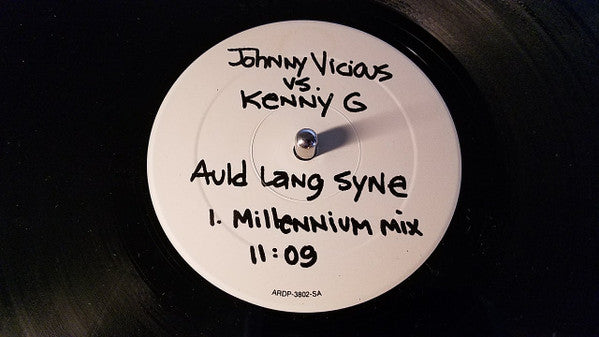 Johnny Vicious
vs.
Kenny G
Auld Lang Syne
1. Millennium mix
11:09
ARDP-3802-SA